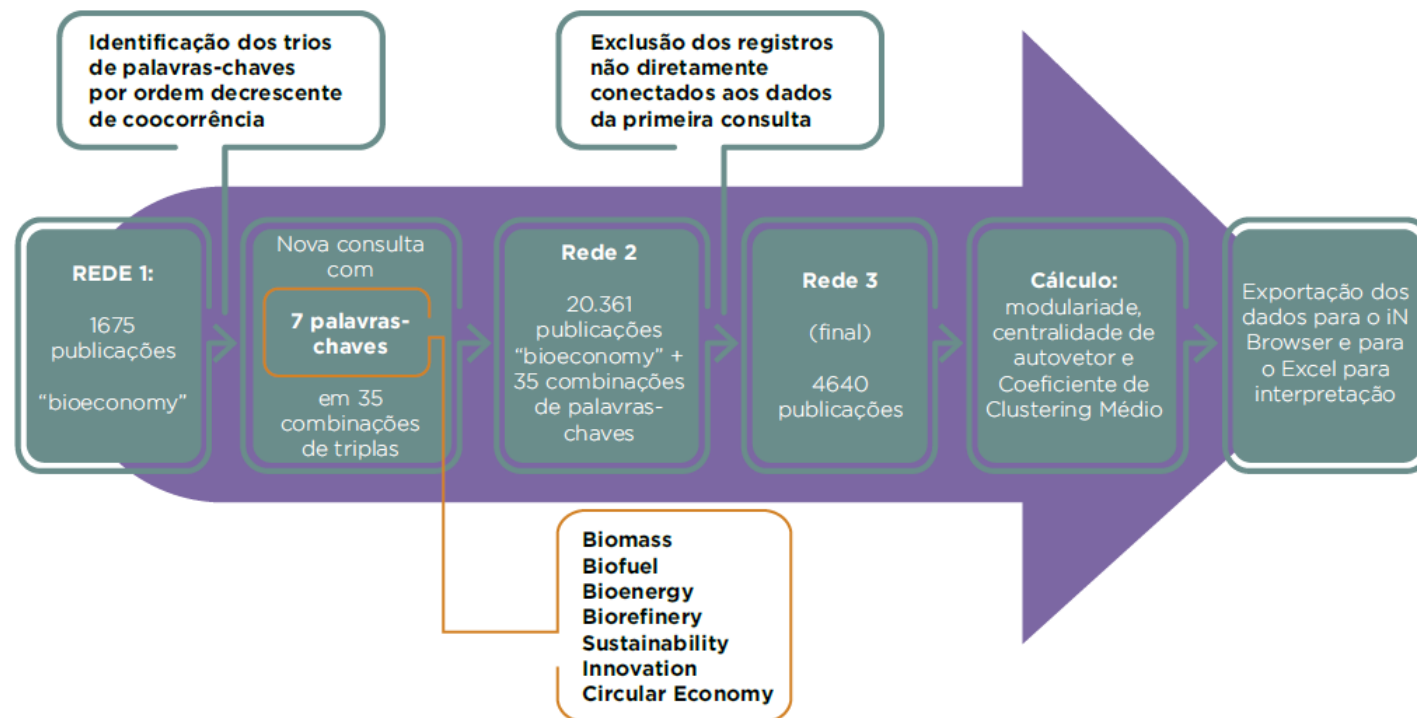 Identificação dos trios
de palavras-chaves
por ordem decrescente
de coocorrência
Exclusão dos registros
não diretamente
conectados aos dados
da primeira consulta
REDE 1:
1675
publicações
“bioeconomy”
Nova consulta
com
7 palavras-
chaves
em 35
combinações
de triplas
Rede 2
20.361
publicações
“bioeconomy” +
35 combinações
de palavras-
chaves
Rede 3
(final)
4640
publicações
Cálculo:
modulariade,
centralidade de
autovetor e
Coeficiente de
Clustering Médio
Exportação dos
dados para o iN
Browser e para
o Excel para
interpretação
Biomass
Biofuel
Bioenergy
Biorefinery
Sustainability
Innovation
Circular Economy